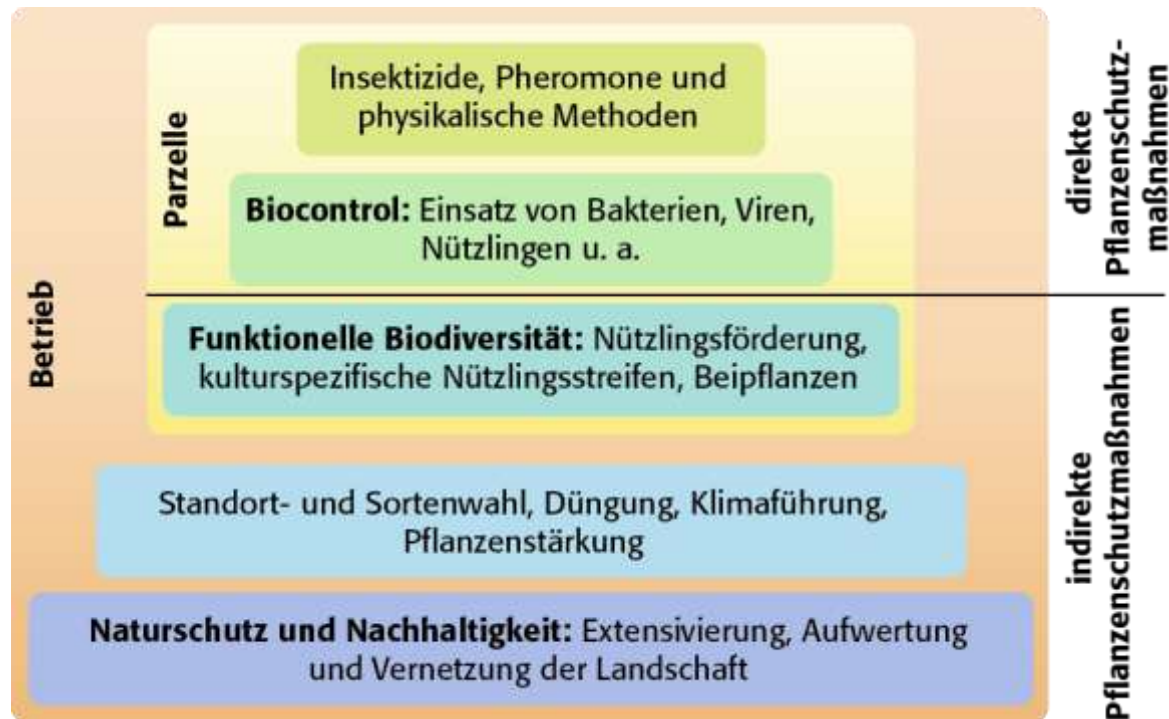 Insektizide, Pheromone und
physikalische Methoden
Biocontrol: Einsatz von Bakterien, Viren,
Nützlingen u. a.
Funktionelle Biodiversität: Nützlingsförderung,
kulturspezifische Nützlingsstreifen, Beipflanzen
Standort- und Sortenwahl, Düngung, Klimaführung,
Pflanzenstärkung
Naturschutz und Nachhaltigkeit: Extensivierung, Aufwertung
und Vernetzung der Landschaft
Parzelle
Betrieb
direkte
Pflanzenschutz-
maßnahmen
indirekte
Pflanzenschutzmaßnahmen